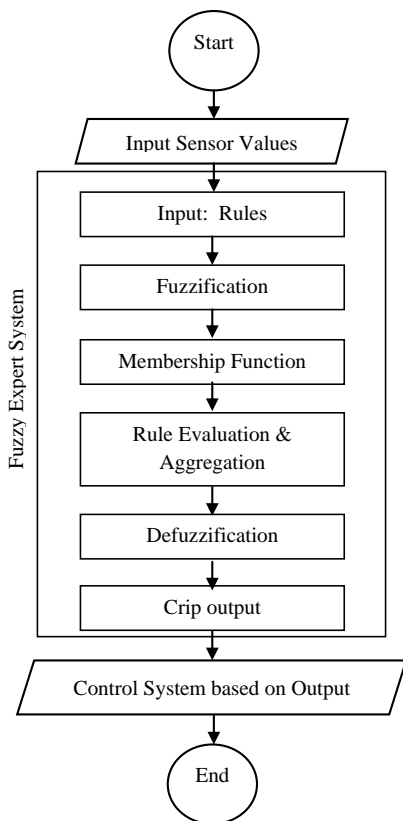 Start
Input Sensor Values
Fuzzy Expert System
Input: Rules
Fuzzification
Membership Function
Rule Evaluation &
Aggregation
Defuzzification
Crip output
Control System based on Output
End